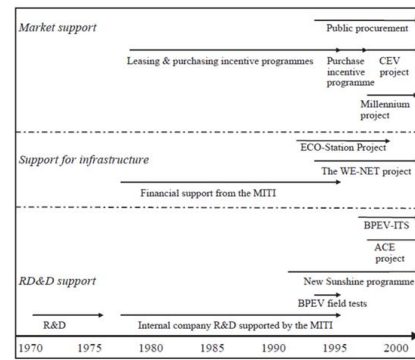 Market support
Public procurement
Leasing & purchasing incentive programmes
Purchase
incentive
programme
CEV
project
Millennium
project
ECO-Station Project
Support for infrastructure
The WE-NET project
Financial support from the MITI
BPEV-ITS
ACE
project
RD&D support
New Sunshine programme
BPEV field tests
R&D
Internal company R&D supported by the MITI
1970 1975 1980 1985 1990 1995 2000